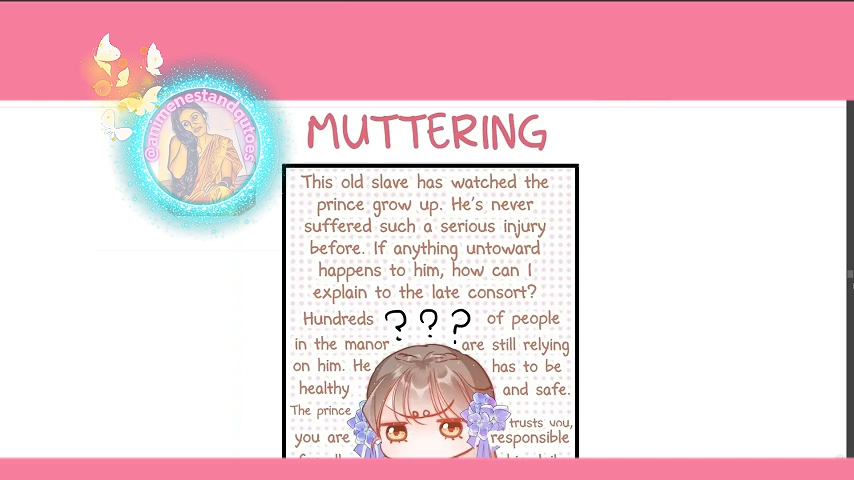 @animenestandqutoes
MUTTERING
This old slave has watched the
prince grow up. He's never
suffered such a serious injury
before. If anything untoward
happens to him, how can I
explain to the late consort?
Hundreds ? ? ? of people
in the manor are still relying
on him. He has to be
healthy and safe.
The prince trusts you,
you are responsible